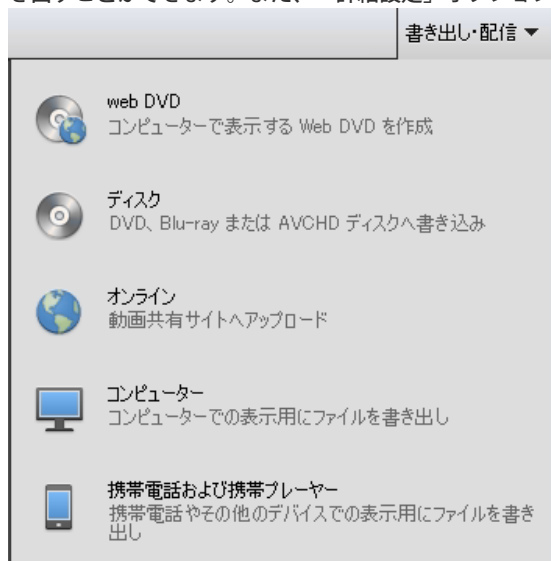 書き出し・配信 ▼
web DVD
コンピューターで表示する Web DVD を作成
ディスク
DVD、Blu-ray または AVCHD ディスクへ書き込み
オンライン
動画共有サイトへアップロード
コンピューター
コンピューターでの表示用にファイルを書き出し
携帯電話および携帯プレーヤー
携帯電話やその他のデバイスでの表示用にファイルを書き
出し